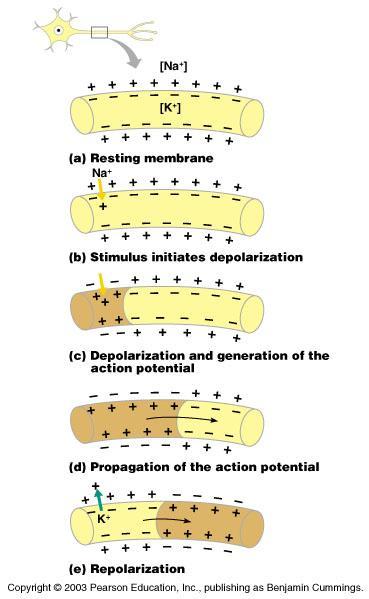 [Na⁺]
[K⁺]
(a) Resting membrane
Na⁺
(b) Stimulus initiates depolarization
(c) Depolarization and generation of the
action potential
(d) Propagation of the action potential
K⁺
(e) Repolarization
Copyright © 2003 Pearson Education, Inc., publishing as Benjamin Cummings.